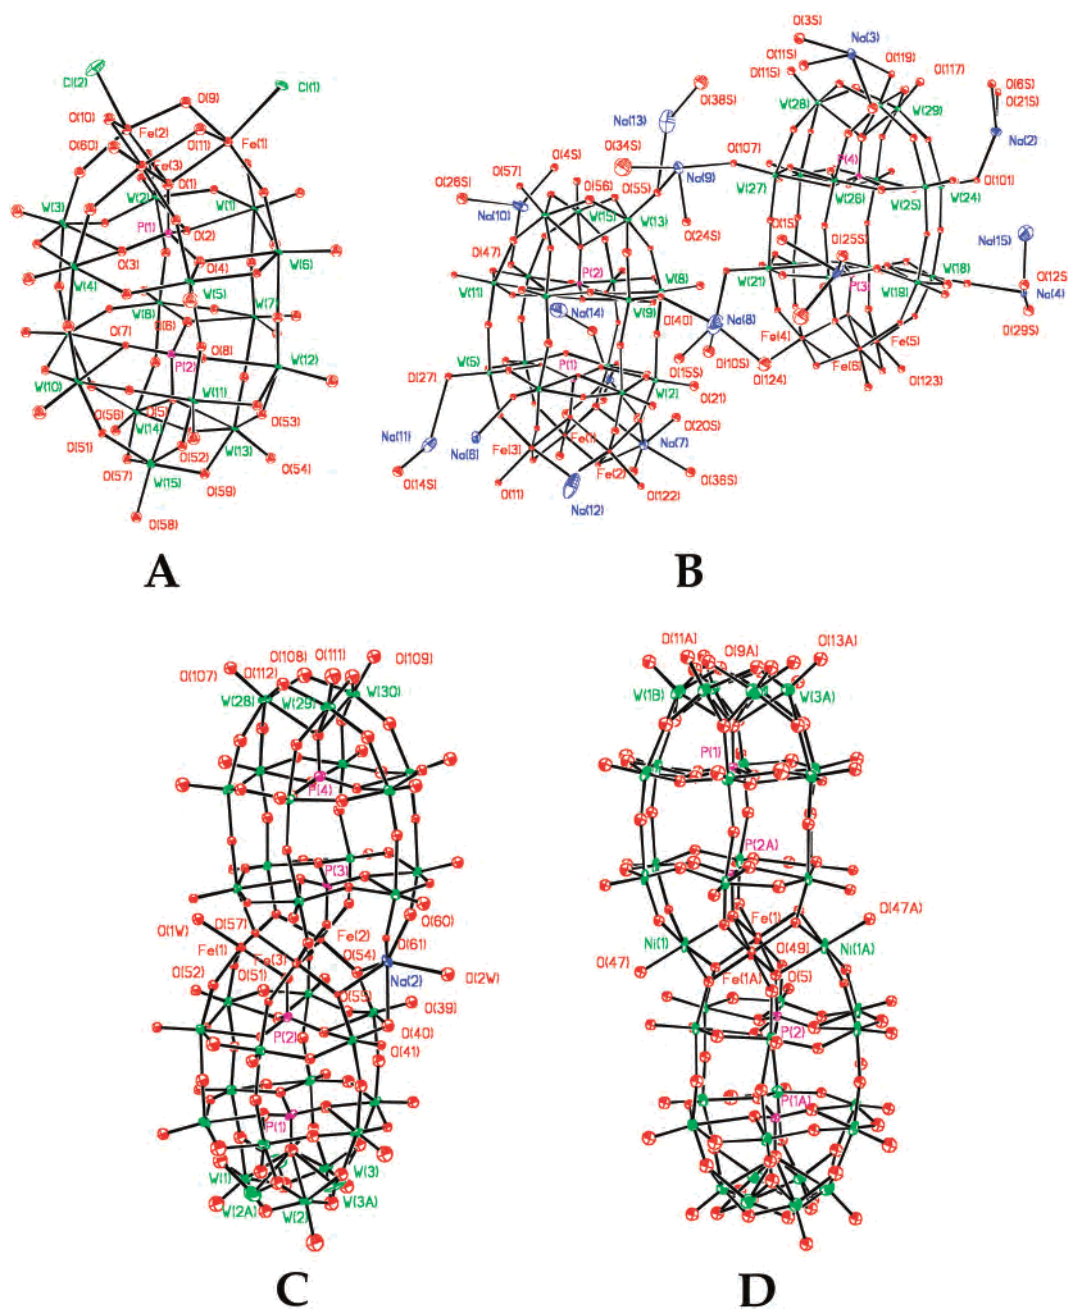 Cl(2)
Cl(1)
O(9)
O(10)
Fe(2)
O(11)
Fe(1)
O(60)
Fe(3)
O(1)
W(2)
W(1)
W(3)
P(1)
O(2)
O(3)
O(4)
W(6)
W(4)
W(5)
W(8)
W(7)
O(7)
O(6)
O(8)
P(2)
W(12)
W(10)
W(11)
O(56)
O(5)
O(53)
W(14)
O(51)
O(52)
W(13)
O(57)
O(54)
W(15)
O(59)
O(58)
A
O(3S)
Na(3)
O(11S)
O(119)
O(115)
O(117)
O(6S)
O(38S)
W(28)
W(29)
O(21S)
Na(13)
Na(2)
O(34S)
O(107)
O(4S)
Na(9)
P(4)
O(57)
O(55)
W(27)
O(101)
O(26S)
O(56)
W(26)
W(24)
W(25)
Na(10)
W(15)
W(13)
O(1S)
O(24S)
Na(15)
O(25S)
O(47)
P(2)
W(8)
W(21)
W(18)
O(12S)
W(11)
P(3)
W(19)
Na(4)
Na(14)
W(9)
O(40)
Na(8)
Fe(4)
O(29S)
Fe(5)
W(5)
P(1)
O(15S)
O(10S)
Fe(6)
O(27)
W(2)
O(21)
O(124)
O(123)
O(20S)
Na(11)
Na(6)
Fe(3)
Fe(1)
Na(7)
Fe(2)
O(14S)
O(36S)
O(11)
O(122)
Na(12)
B
O(108)
O(111)
O(109)
O(107)
O(112)
W(28)
W(29)
W(30)
P(4)
P(3)
O(60)
O(1W)
O(57)
Fe(2)
O(61)
Fe(1)
O(54)
Fe(3)
Na(2)
O(52)
O(51)
O(2W)
O(55)
O(39)
P(2)
O(40)
O(41)
P(1)
W(1)
W(3)
W(2A)
W(3A)
W(2)
C
O(11A)
O(9A)
O(13A)
W(1B)
W(3A)
P(1)
P(2A)
O(47A)
Fe(1)
Ni(1)
O(49)
Ni(1A)
O(47)
Fe(1A)
O(5)
P(2)
P(1A)
D